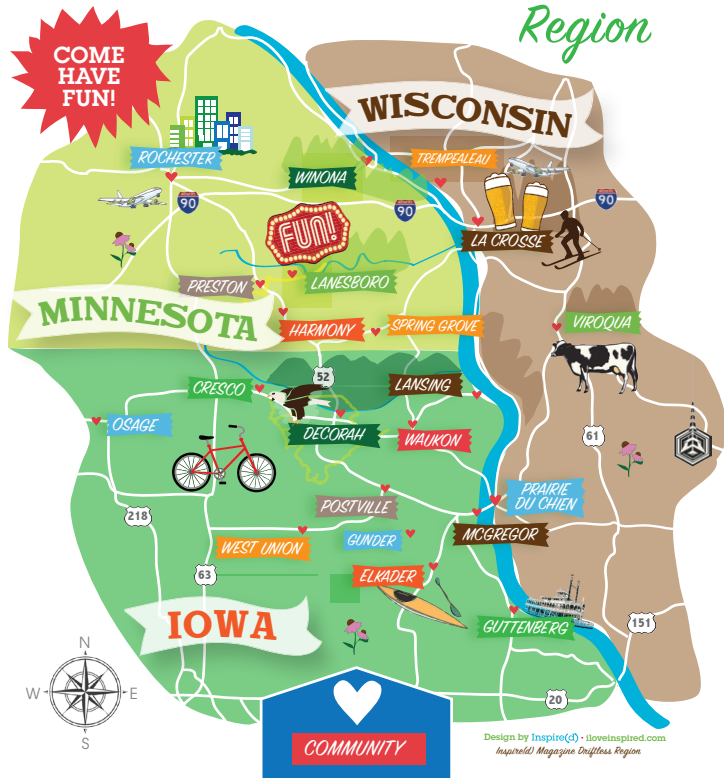 Region
COME
HAVE
FUN!
WISCONSIN
ROCHESTER
WINONA
TREMPEALEAU
90
90
90
FUN!
LA CROSSE
PRESTON
LANESBORO
MINNESOTA
HARMONY
SPRING GROVE
VIROQUA
52
CRESCO
LANSING
OSAGE
DECORAH
WAUKON
61
POSTVILLE
PRAIRIE
DU CHIEN
218
GUNDER
MCGREGOR
WEST UNION
63
ELKADER
IOWA
GUTTENBERG
151
N
W
E
S
20
COMMUNITY
Design by Inspire(d) • iloveinspired.com
Inspire(d) Magazine Driftless Region